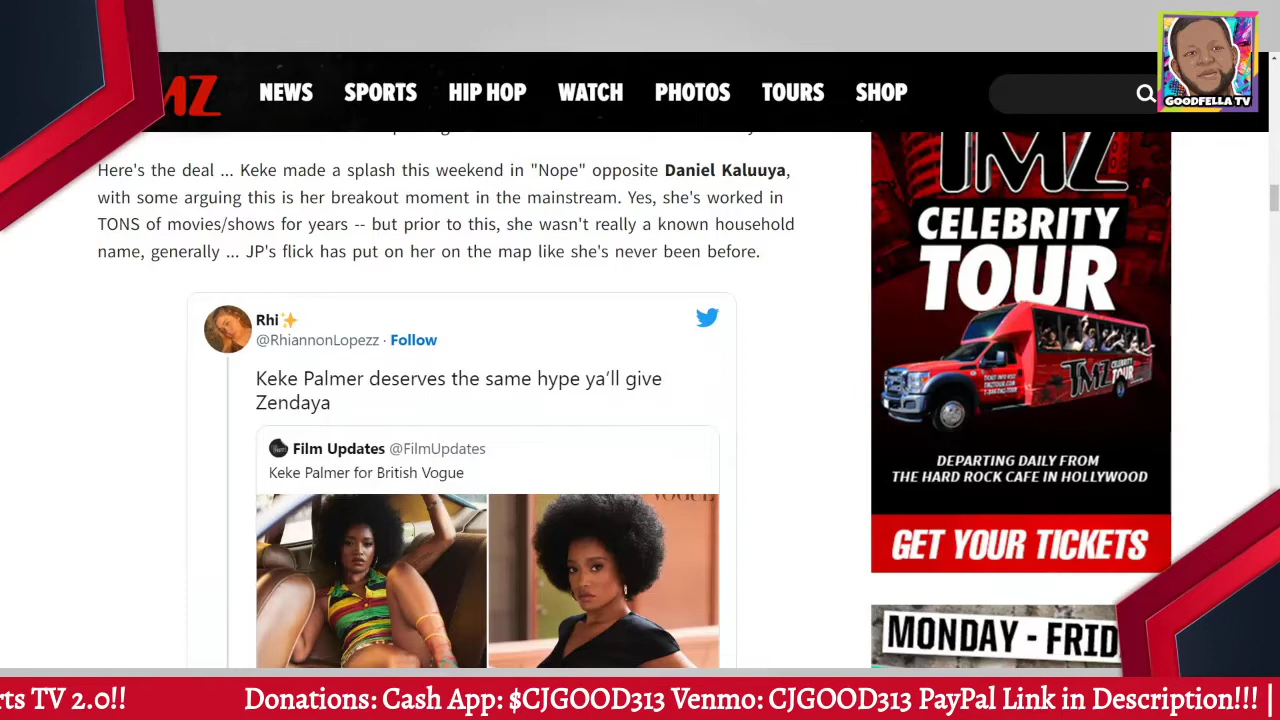 MZ
NEWS SPORTS HIP HOP WATCH PHOTOS TOURS SHOP
GOODFELLA TV
Here's the deal ... Keke made a splash this weekend in "Nope" opposite Daniel Kaluuya,
with some arguing this is her breakout moment in the mainstream. Yes, she's worked in
TONS of movies/shows for years -- but prior to this, she wasn't really a known household
name, generally ... JP's flick has put on her on the map like she's never been before.
Rhi✨
@RhiannonLopezz · Follow
Keke Palmer deserves the same hype ya’ll give
Zendaya
Film Updates @FilmUpdates
Keke Palmer for British Vogue
VOGUE
TMZ
CELEBRITY
TOUR
TMZ CELEBRITY
TOUR
DEPARTING DAILY FROM
THE HARD ROCK CAFE IN HOLLYWOOD
GET YOUR TICKETS
MONDAY - FRID
rts TV 2.0!! Donations: Cash App: $CJGOOD313 Venmo: CJGOOD313 PayPal Link in Description!!! |